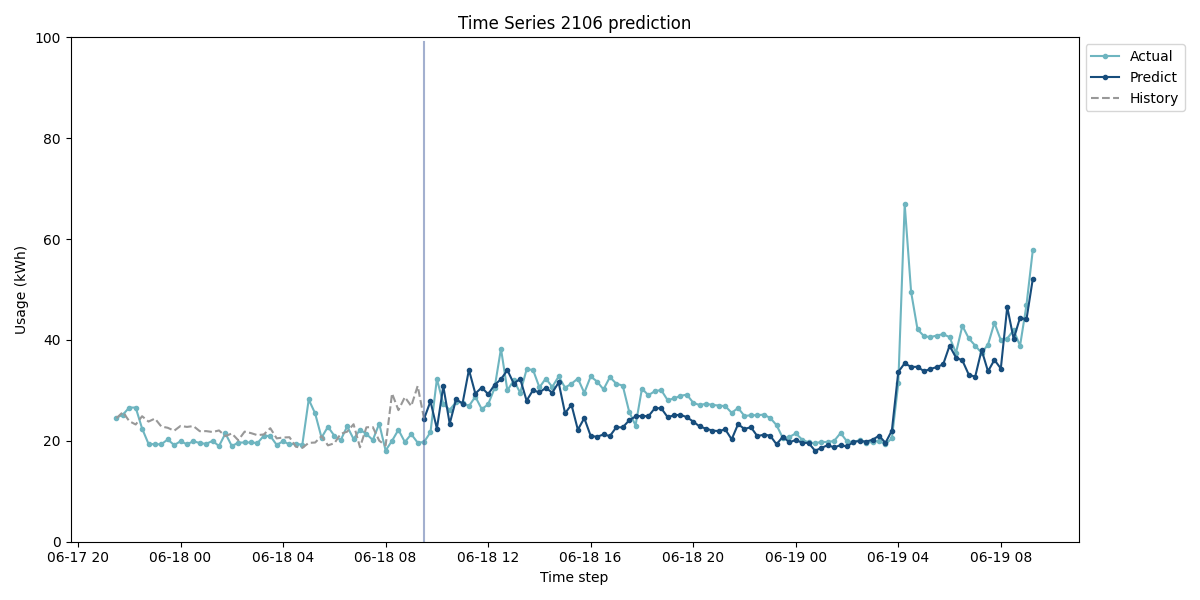 Time Series 2106 prediction
100
80
60
40
20
0
Usage (kWh)
06-17 20
06-18 00
06-18 04
06-18 08
06-18 12
06-18 16
06-18 20
06-19 00
06-19 04
06-19 08
Time step
Actual
Predict
History